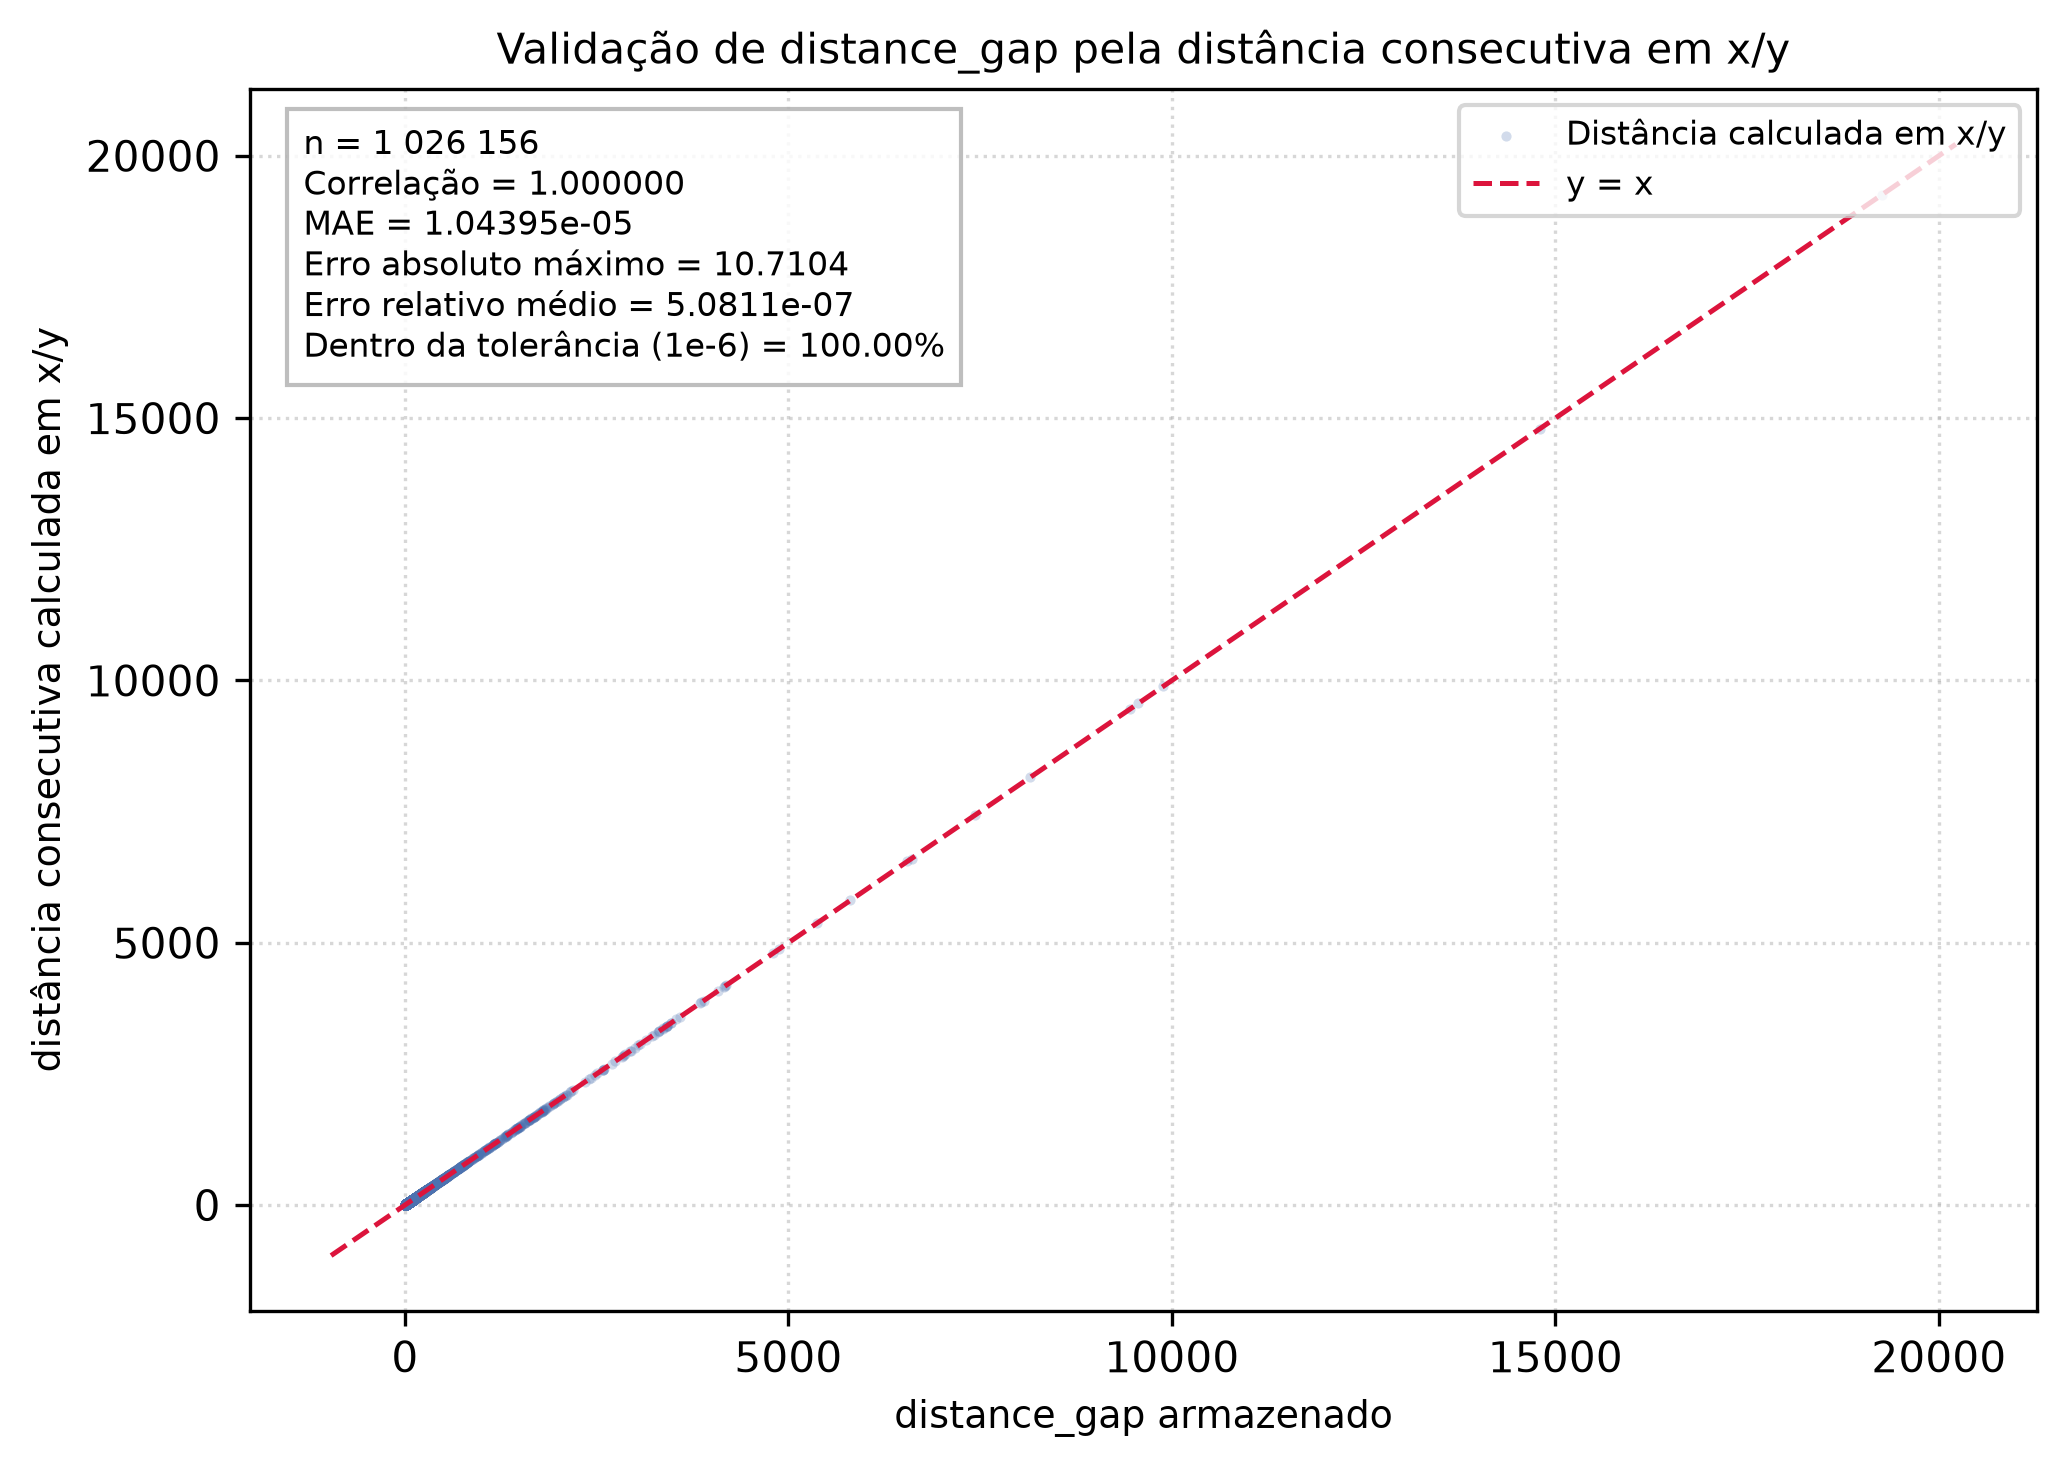 Validação de distance_gap pela distância consecutiva em x/y
n = 1 026 156
Correlação = 1.000000
MAE = 1.04395e-05
Erro absoluto máximo = 10.7104
Erro relativo médio = 5.0811e-07
Dentro da tolerância (1e-6) = 100.00%
Distância calculada em x/y
y = x
distância consecutiva calculada em x/y
20000
15000
10000
5000
0
0
5000
10000
15000
20000
distance_gap armazenado